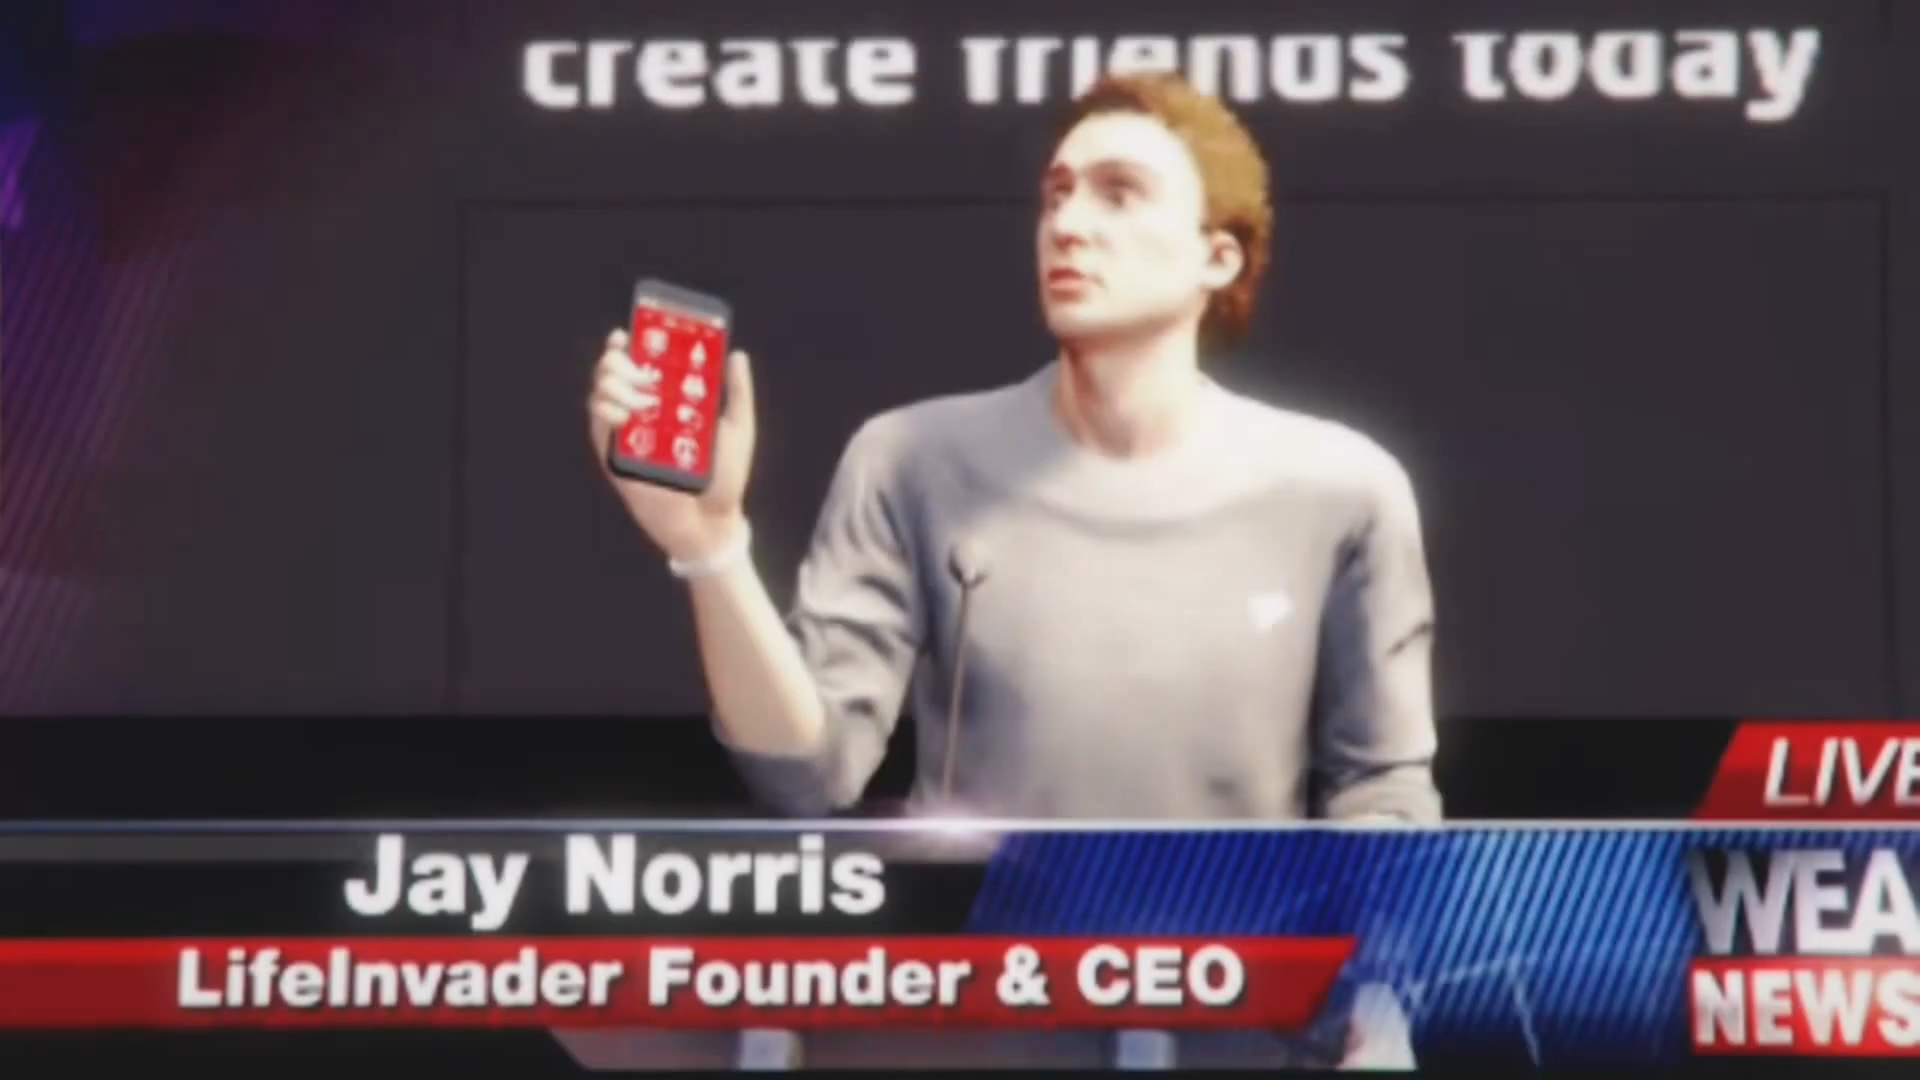 create friends today
LIVE
Jay Norris
LifeInvader Founder & CEO
WEA
NEWS